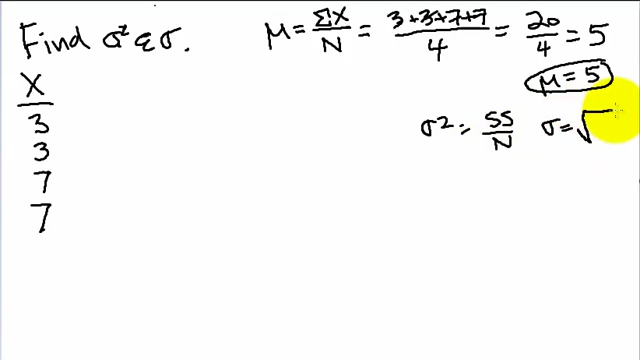 Find σ² & σ.
μ = ΣX/N = 3+3+7+7/4 = 20/4 = 5
μ = 5
σ² = SS/N σ = √
X
3
3
7
7